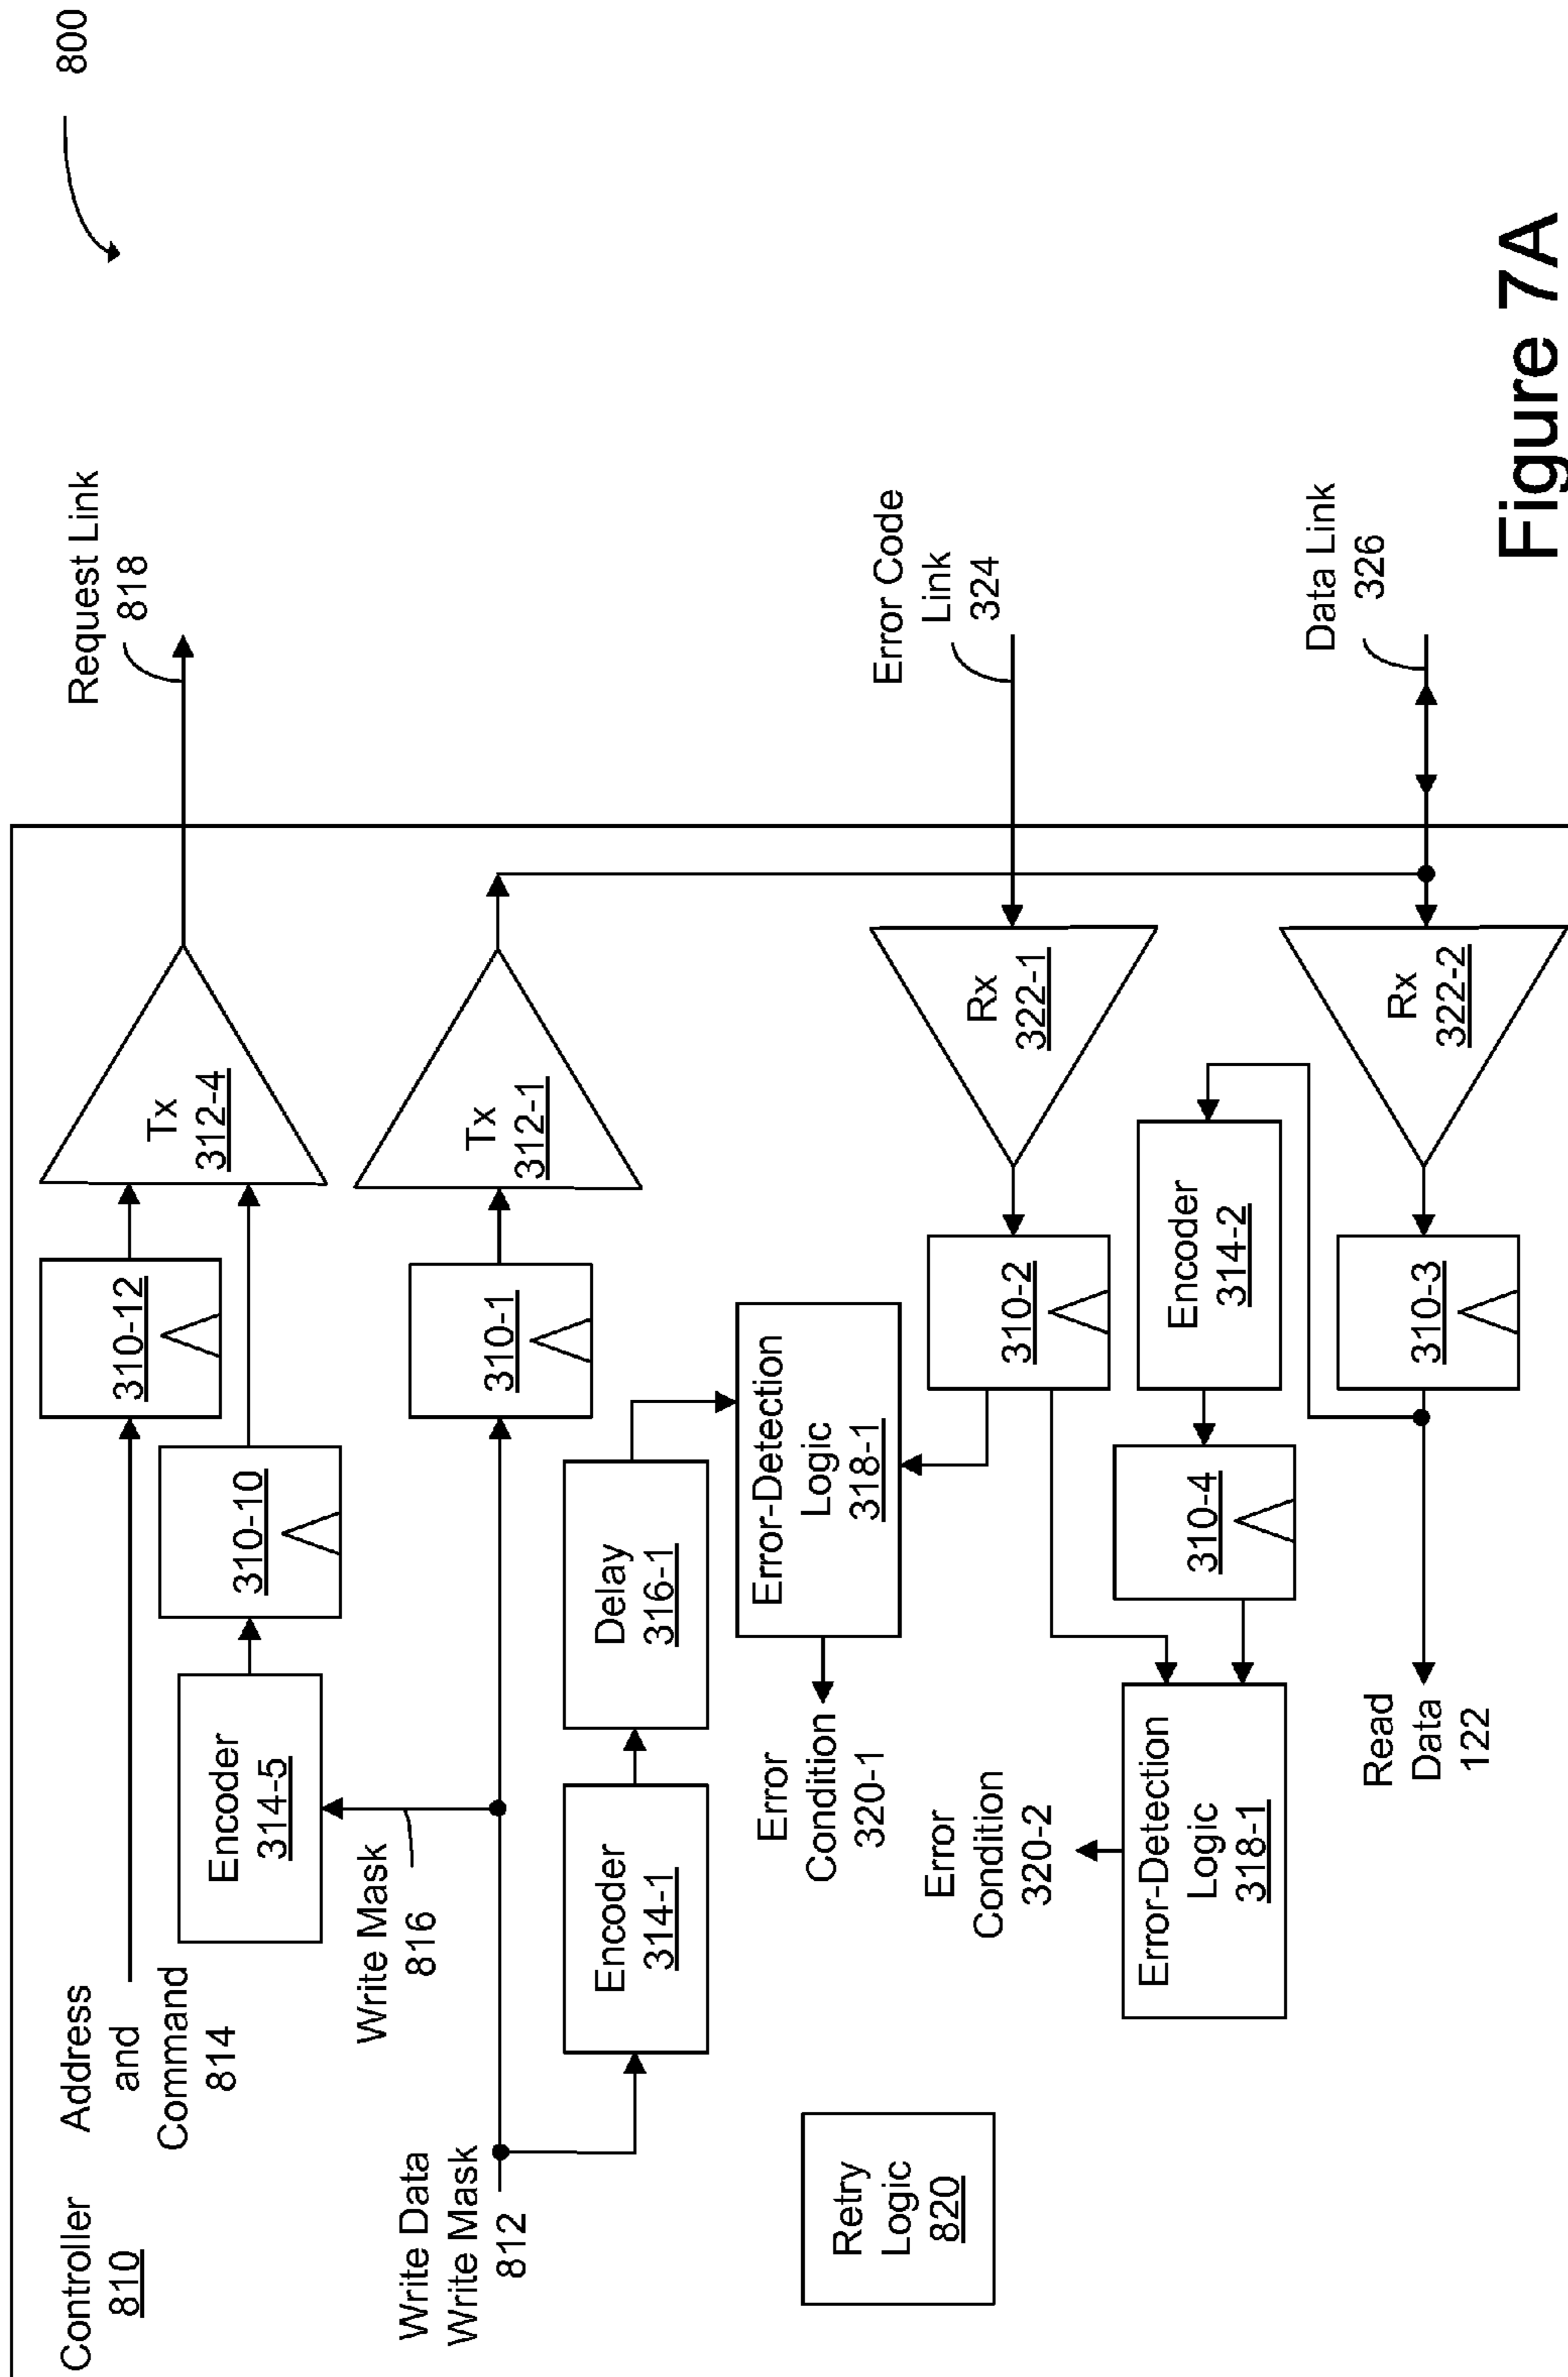 800
Controller
810
Address
and
Command
814
310-12
Tx
312-4
Request Link
818
Encoder
314-5
310-10
Write Mask
816
Write Data
Write Mask
812
310-1
Tx
312-1
Encoder
314-1
Delay
316-1
Error-Detection
Logic
318-1
Error
Condition
320-1
Retry
Logic
820
310-2
Rx
322-1
Error Code
Link
324
Error
Condition
320-2
Error-Detection
Logic
318-1
310-4
Encoder
314-2
Read
Data
122
310-3
Rx
322-2
Data Link
326
Figure 7A